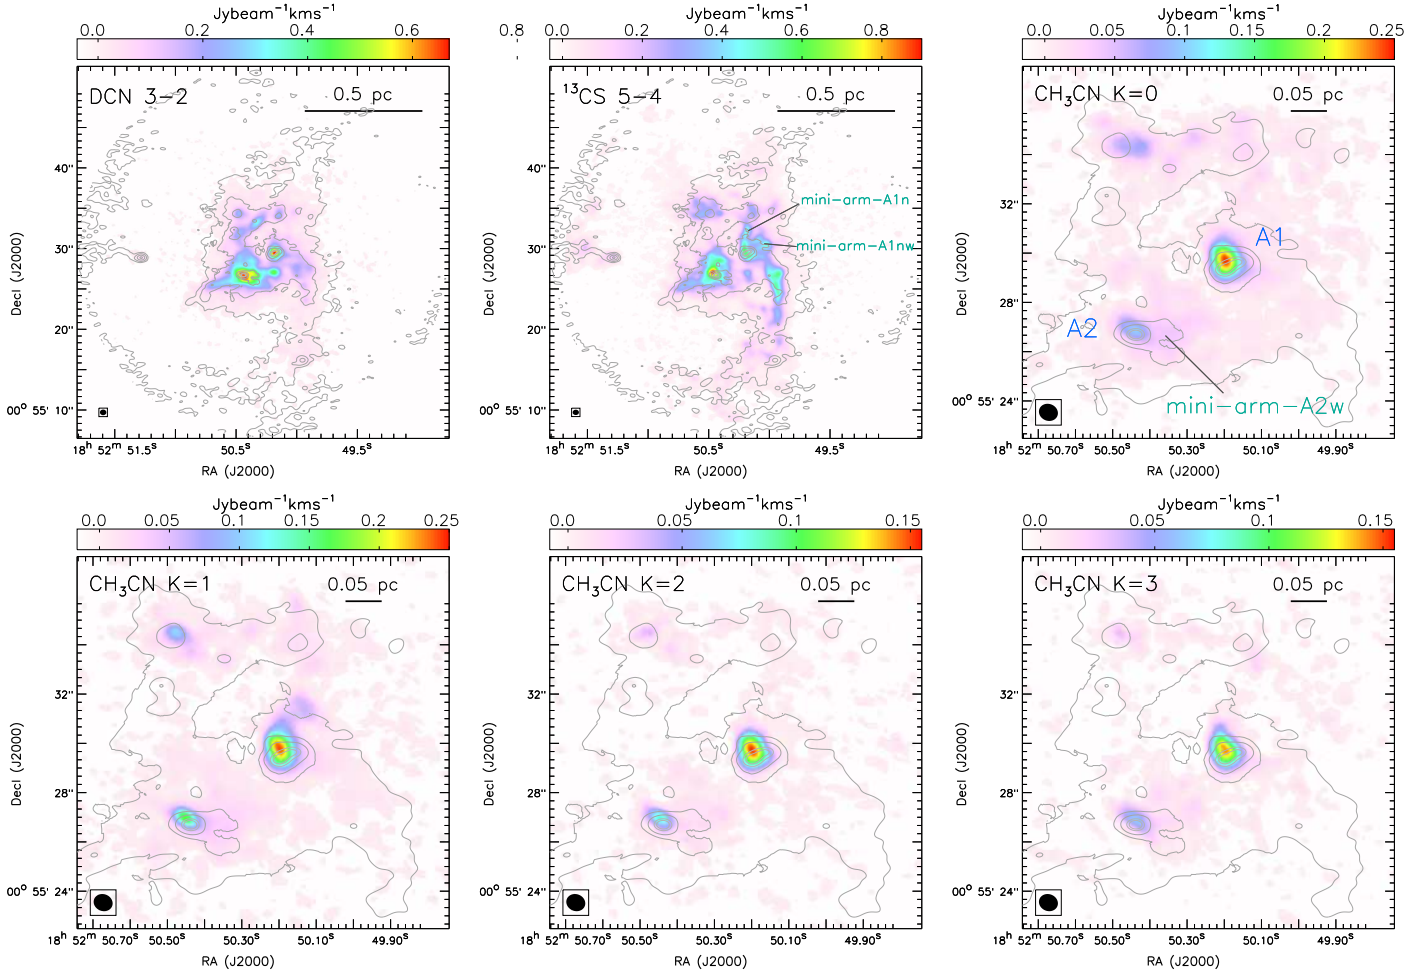 Jybeam⁻¹kms⁻¹
0.0 0.2 0.4 0.6
DCN 3−2
0.5 pc
Decl (J2000)
40''
30''
20''
00° 55' 10''
18ʰ 52ᵐ 51.5ˢ 50.5ˢ 49.5ˢ
RA (J2000)
0.8
Jybeam⁻¹kms⁻¹
0.0 0.2 0.4 0.6 0.8
¹³CS 5−4
0.5 pc
mini−arm−A1n
mini−arm−A1nw
Decl (J2000)
40''
30''
20''
00° 55' 10''
18ʰ 52ᵐ 51.5ˢ 50.5ˢ 49.5ˢ
RA (J2000)
Jybeam⁻¹kms⁻¹
0.0 0.05 0.1 0.15 0.2 0.25
CH₃CN K=0
0.05 pc
A1
A2
mini−arm−A2w
Decl (J2000)
32''
28''
00° 55' 24''
18ʰ 52ᵐ 50.70ˢ 50.50ˢ 50.30ˢ 50.10ˢ 49.90ˢ
RA (J2000)
Jybeam⁻¹kms⁻¹
0.0 0.05 0.1 0.15 0.2 0.25
CH₃CN K=1
0.05 pc
Decl (J2000)
32''
28''
00° 55' 24''
18ʰ 52ᵐ 50.70ˢ 50.50ˢ 50.30ˢ 50.10ˢ 49.90ˢ
RA (J2000)
Jybeam⁻¹kms⁻¹
0.0 0.05 0.1 0.15
CH₃CN K=2
0.05 pc
Decl (J2000)
32''
28''
00° 55' 24''
18ʰ 52ᵐ 50.70ˢ 50.50ˢ 50.30ˢ 50.10ˢ 49.90ˢ
RA (J2000)
Jybeam⁻¹kms⁻¹
0.0 0.05 0.1 0.15
CH₃CN K=3
0.05 pc
Decl (J2000)
32''
28''
00° 55' 24''
18ʰ 52ᵐ 50.70ˢ 50.50ˢ 50.30ˢ 50.10ˢ 49.90ˢ
RA (J2000)